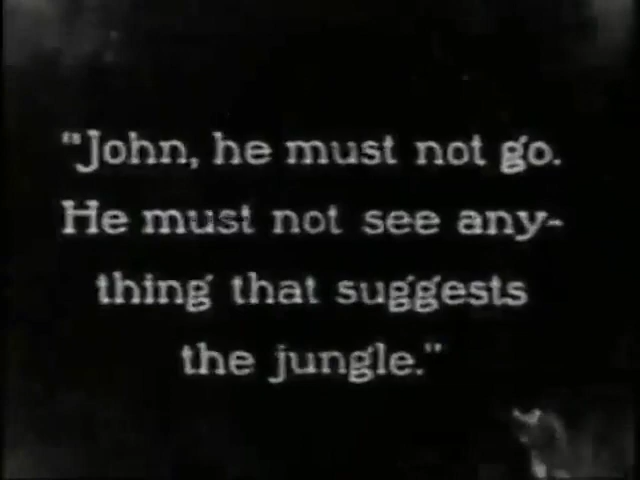 "John, he must not go.
He must not see any-
thing that suggests
the jungle."